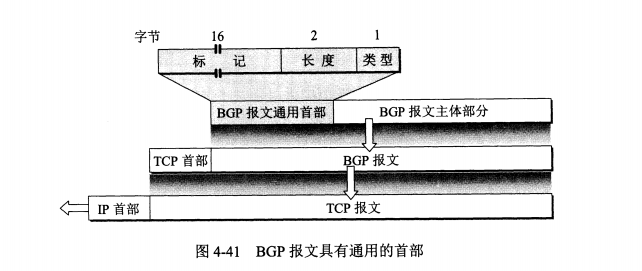 字节 16 2 1
标 记 长 度 类 型
BGP 报文通用首部 BGP 报文主体部分
TCP 首部 BGP 报文
IP 首部 TCP 报文
图 4-41 BGP 报文具有通用的首部